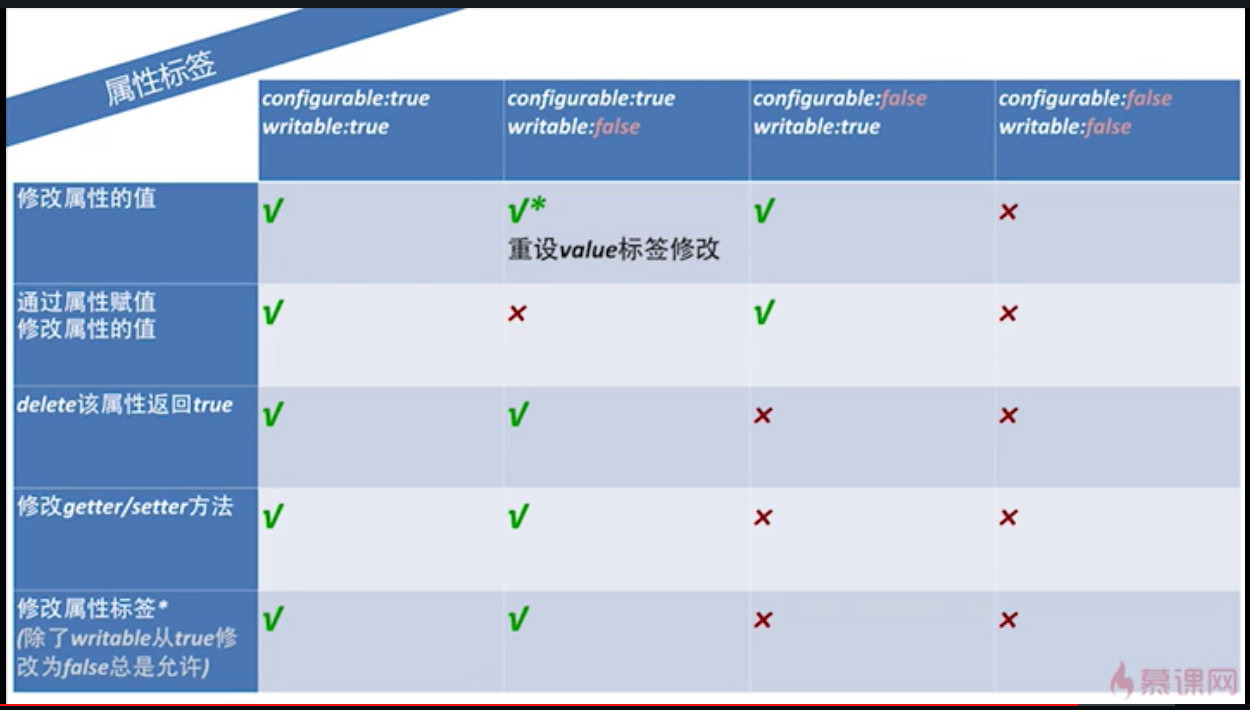 属性标签
configurable:true
writable:true
configurable:true
writable:false
configurable:false
writable:true
configurable:false
writable:false
修改属性的值
√
√*
重设value标签修改
√
×
通过属性赋值
修改属性的值
√
×
√
×
delete该属性返回true
√
√
×
×
修改getter/setter方法
√
√
×
×
修改属性标签*
(除了writable从true修
改为false总是允许)
√
√
×
×
慕课网